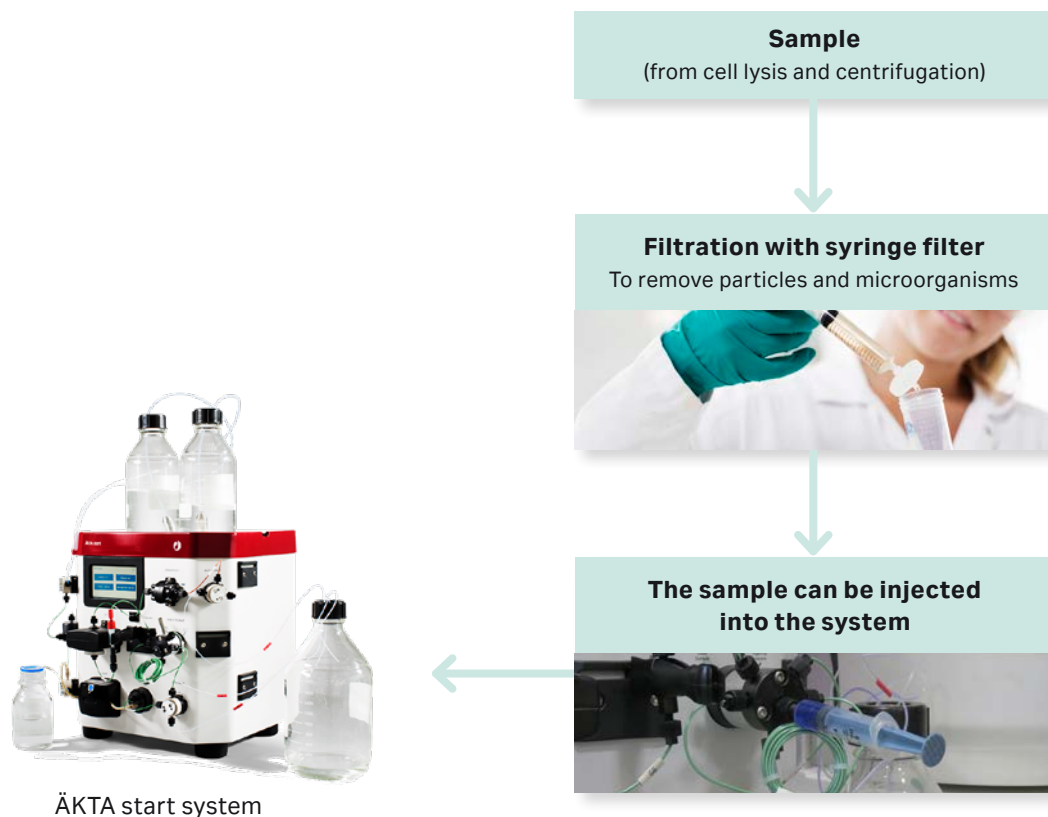 Sample
(from cell lysis and centrifugation)
Filtration with syringe filter
To remove particles and microorganisms
The sample can be injected
into the system
ÄKTA start system